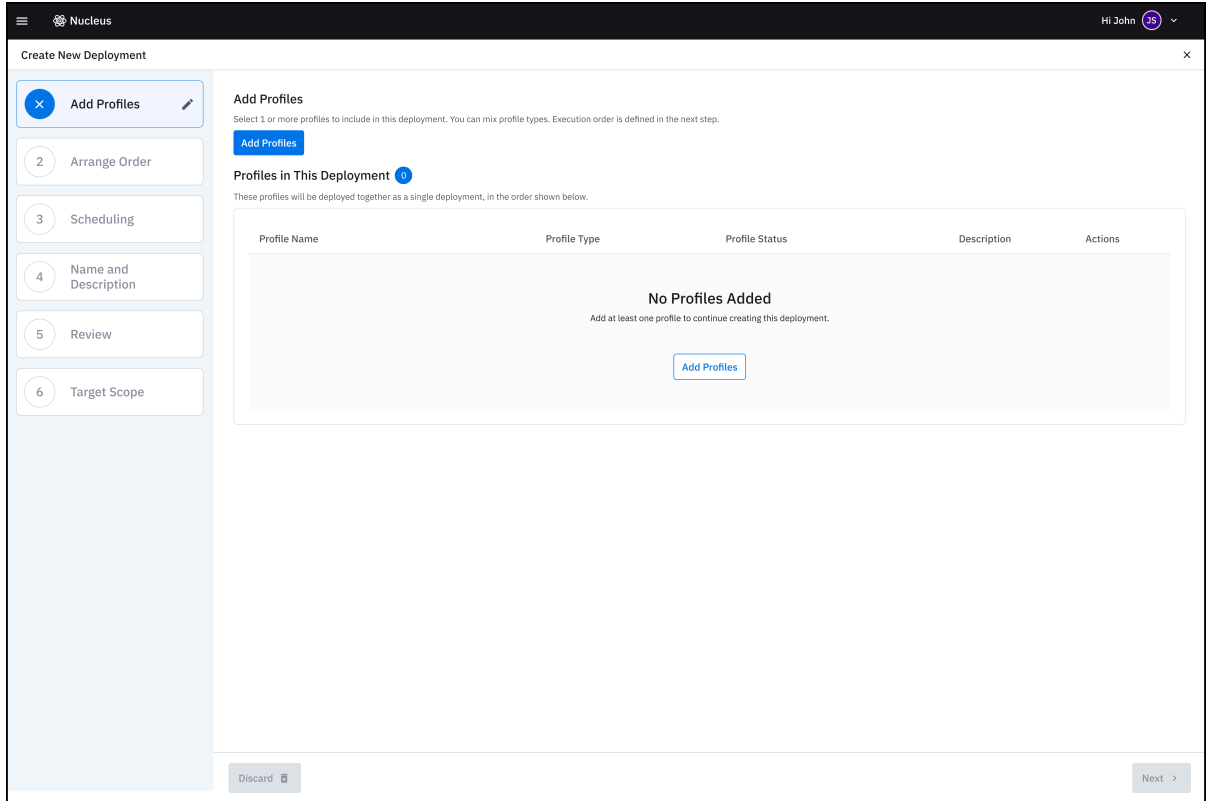 Nucleus
Hi John JS
Create New Deployment
Add Profiles
2 Arrange Order
3 Scheduling
4 Name and
Description
5 Review
6 Target Scope
Add Profiles
Select 1 or more profiles to include in this deployment. You can mix profile types. Execution order is defined in the next step.
Add Profiles
Profiles in This Deployment 0
These profiles will be deployed together as a single deployment, in the order shown below.
Profile Name Profile Type Profile Status Description Actions
No Profiles Added
Add at least one profile to continue creating this deployment.
Add Profiles
Discard
Next